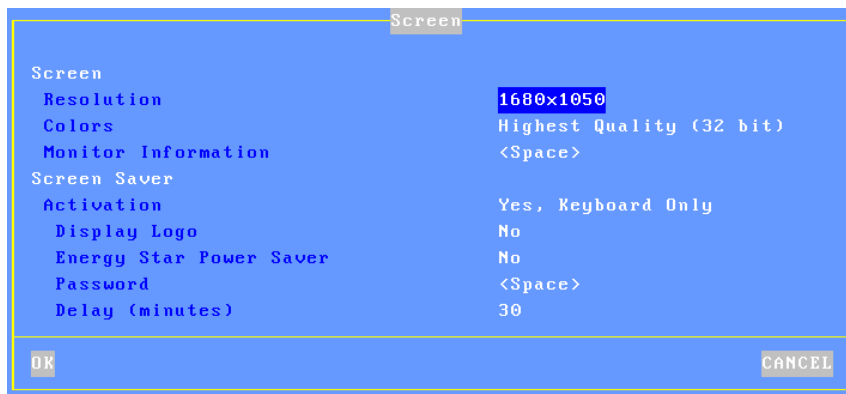 Screen
Screen
Resolution 1680x1050
Colors Highest Quality (32 bit)
Monitor Information <Space>
Screen Saver
Activation Yes, Keyboard Only
Display Logo No
Energy Star Power Saver No
Password <Space>
Delay (minutes) 30
OK CANCEL